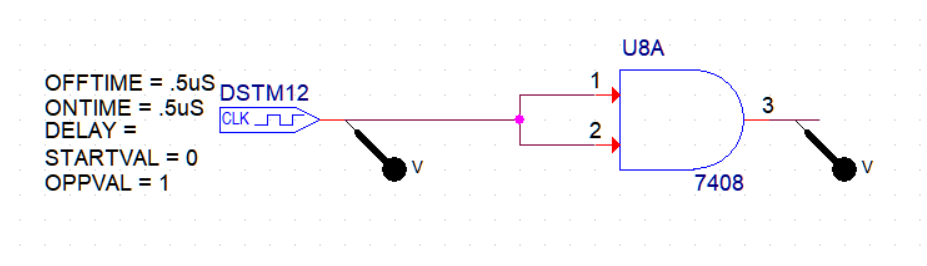 U8A
OFFTIME = .5uS
DSTM12
ONTIME = .5uS
CLK
DELAY =
STARTVAL = 0
OPPVAL = 1
1
2
3
V
7408
V